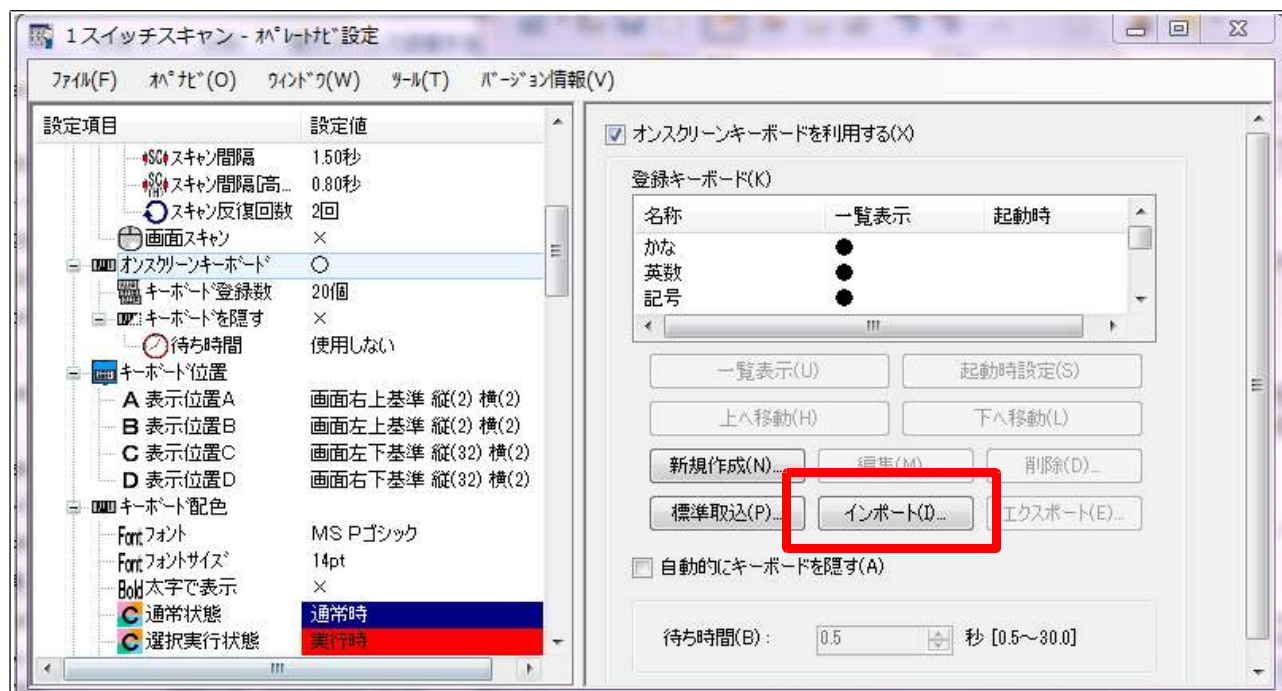 1スイッチスキャン - ｵﾍﾟﾚｰﾄﾅﾋﾞ設定
ﾌｧｲﾙ(F) ｵﾍﾟﾅﾋﾞ(O) ｳｨﾝﾄﾞｳ(W) ﾂｰﾙ(T) ﾊﾞｰｼﾞｮﾝ情報(V)
設定項目 設定値
スキャン間隔 1.50秒
スキャン間隔[高... 0.80秒
スキャン反復回数 2回
画面スキャン ×
オンスクリーンキーボード ○
キーボード登録数 20個
キーボードを隠す ×
待ち時間 使用しない
キーボード位置
A 表示位置A 画面右上基準 縦(2) 横(2)
B 表示位置B 画面左上基準 縦(2) 横(2)
C 表示位置C 画面左下基準 縦(32) 横(2)
D 表示位置D 画面右下基準 縦(32) 横(2)
キーボード配色
Font フォント MS Pゴシック
Font フォントサイズ 14pt
Bold 太字で表示 ×
C 通常状態 通常時
C 選択実行状態 実行時
オンスクリーンキーボードを利用する(X)
登録キーボード(K)
名称 一覧表示 起動時
かな ●
英数 ●
記号 ●
一覧表示(U) 起動時設定(S)
上へ移動(H) 下へ移動(L)
新規作成(N)... 編集(M)... 削除(D)...
標準取込(P)... インポート(I)... エクスポート(E)...
自動的にキーボードを隠す(A)
待ち時間(B)： 0.5 秒 [0.5～30.0]